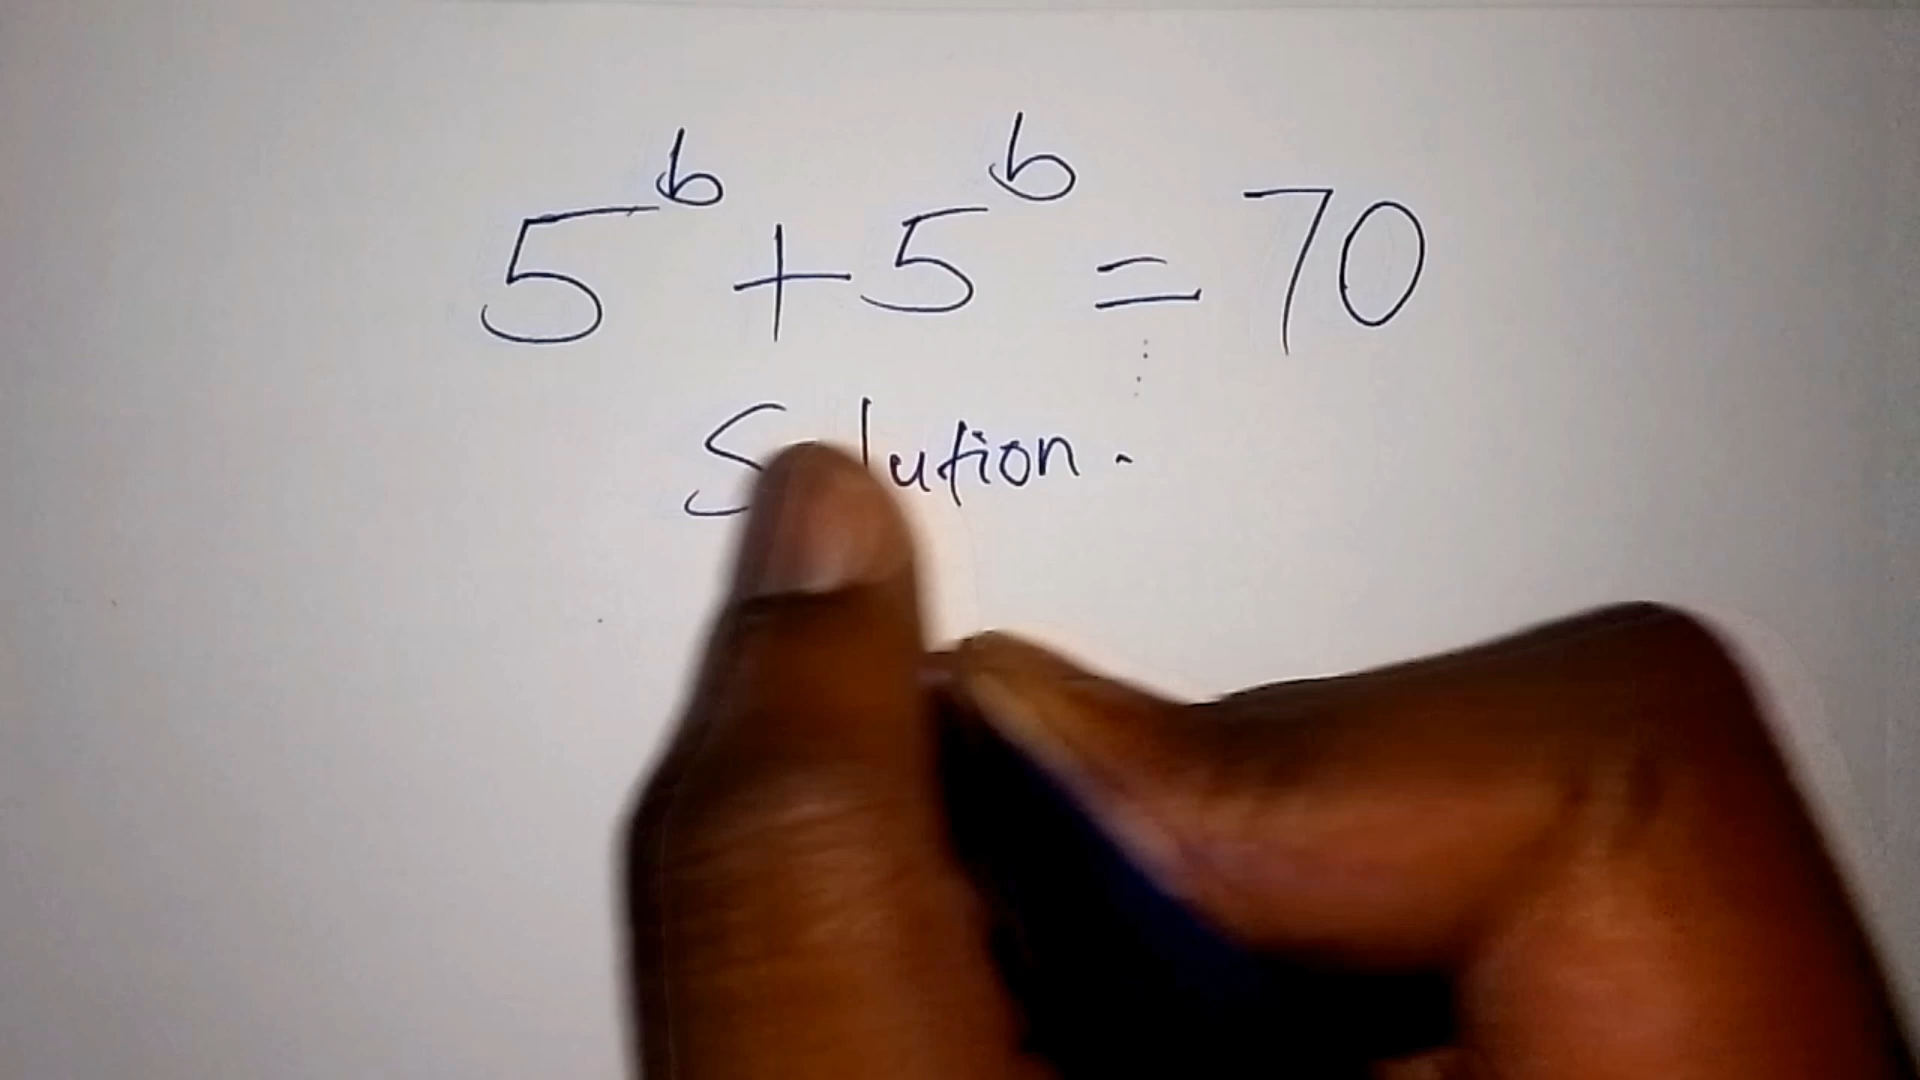 5^b + 5^b = 70
Solution.